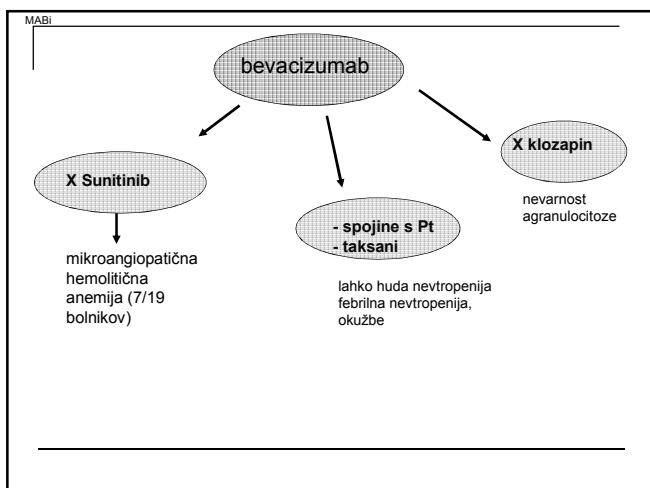 MABi
bevacizumab
X Sunitinib
mikroangiopatična
hemolitična
anemija (7/19
bolnikov)
- spojine s Pt
- taksani
lahko huda nevtropenija
febrilna nevtropenija,
okužbe
X klozapin
nevarnost
agranulocitoze